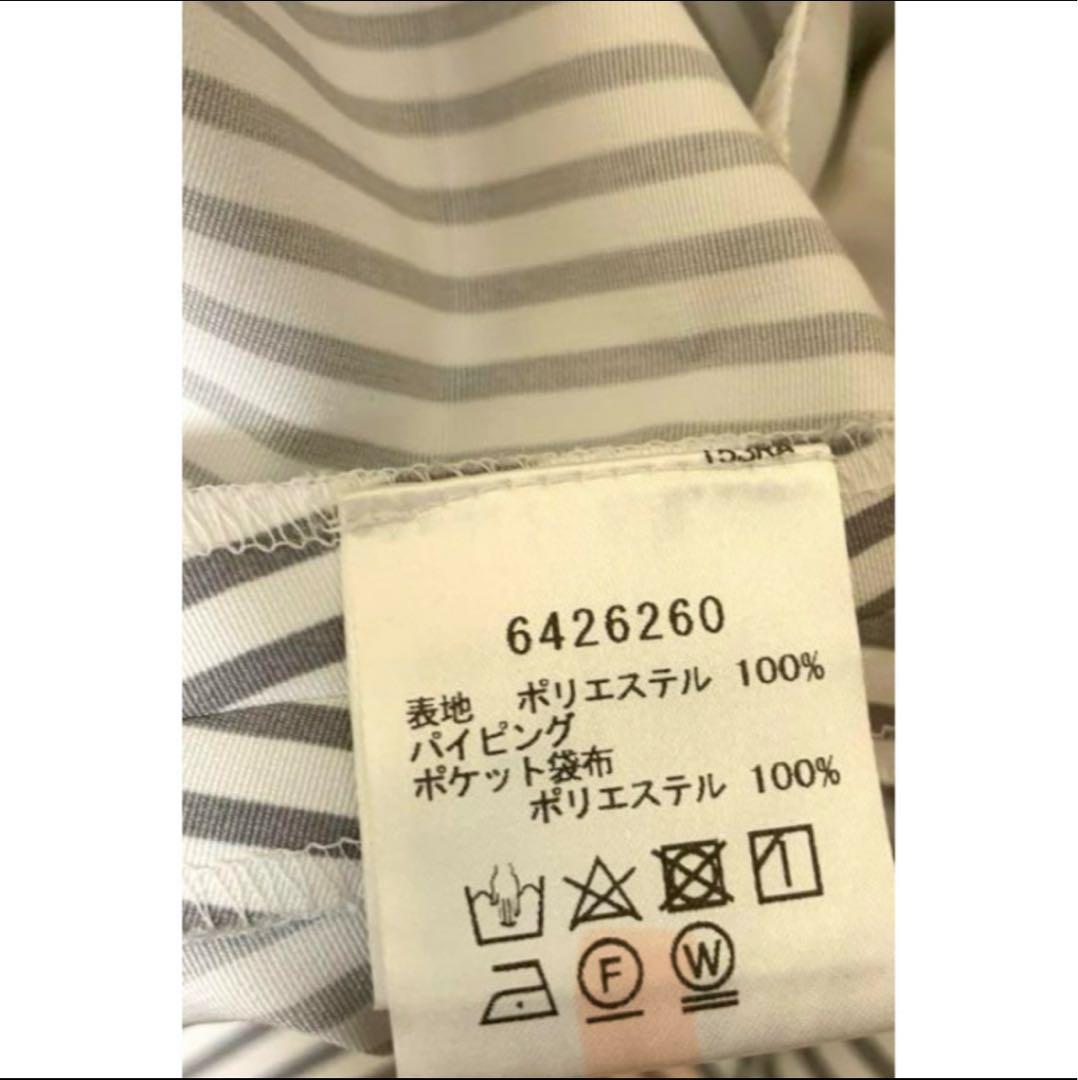 6426260
表地 ポリエステル 100%
パイピング
ポケット袋布
ポリエステル 100%
F W